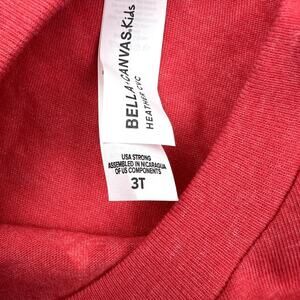 BELLA+CANVAS.Kids
HEATHER CVC
USA STRONG
ASSEMBLED IN NICARAGUA
OF US COMPONENTS
3T